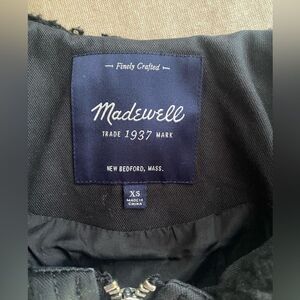 Finely Crafted
Madewell
TRADE 1937 MARK
NEW BEDFORD, MASS.
XS
MADE IN
CHINA